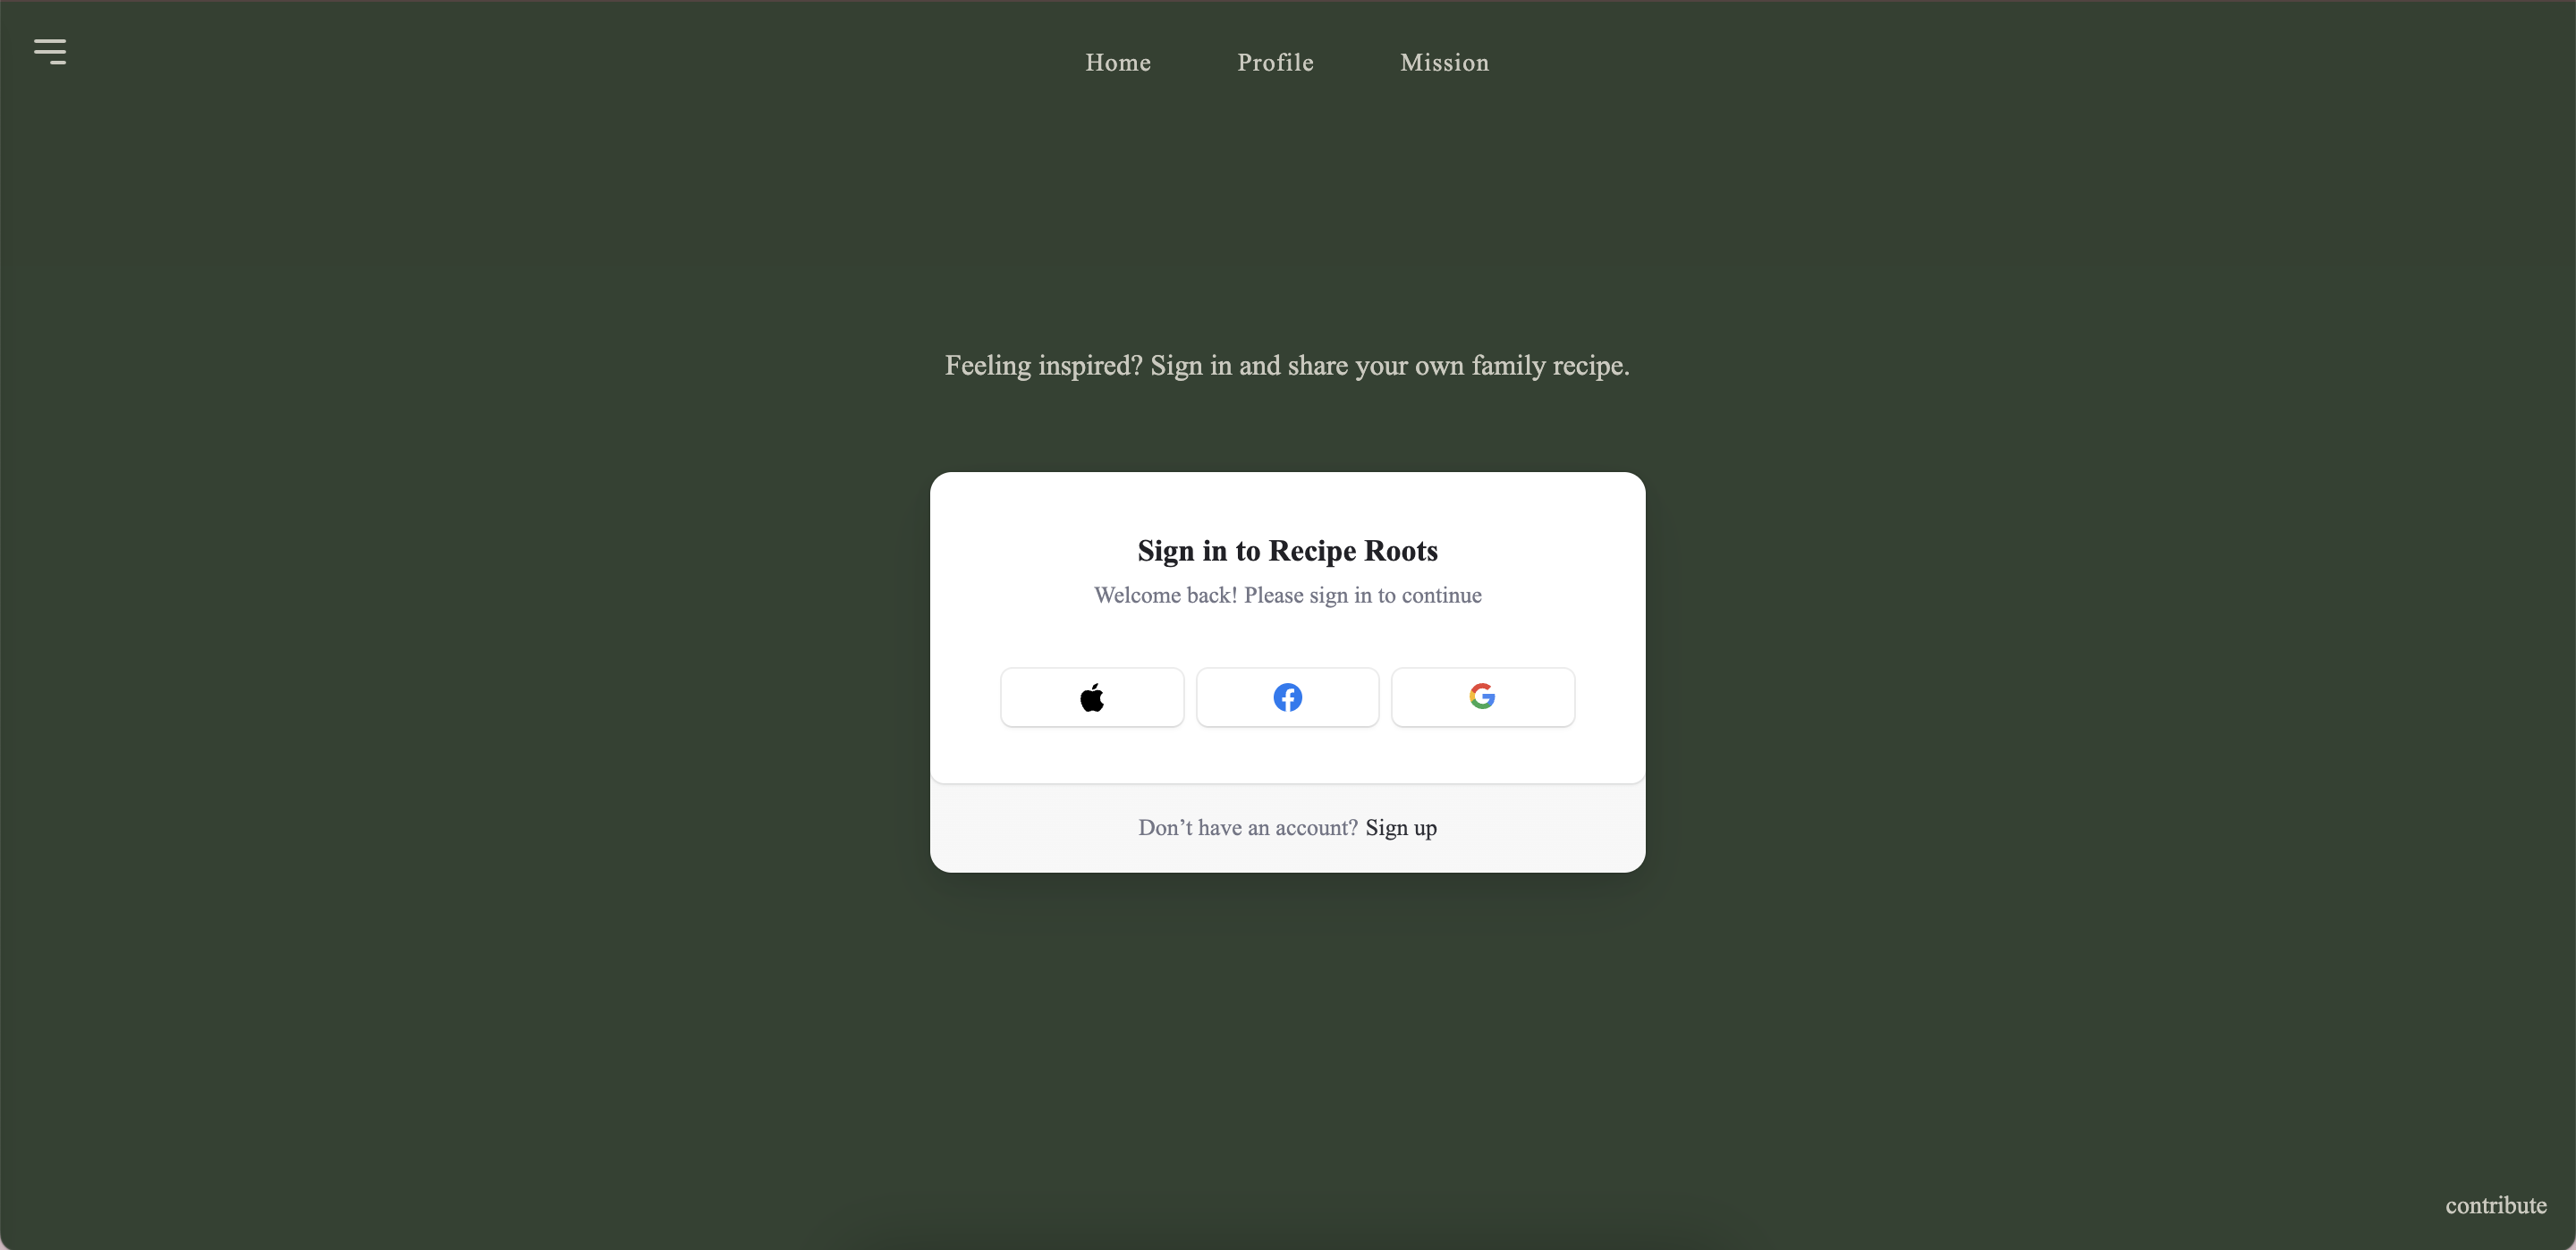 Home Profile Mission
Feeling inspired? Sign in and share your own family recipe.
Sign in to Recipe Roots
Welcome back! Please sign in to continue
Don’t have an account? Sign up
contribute